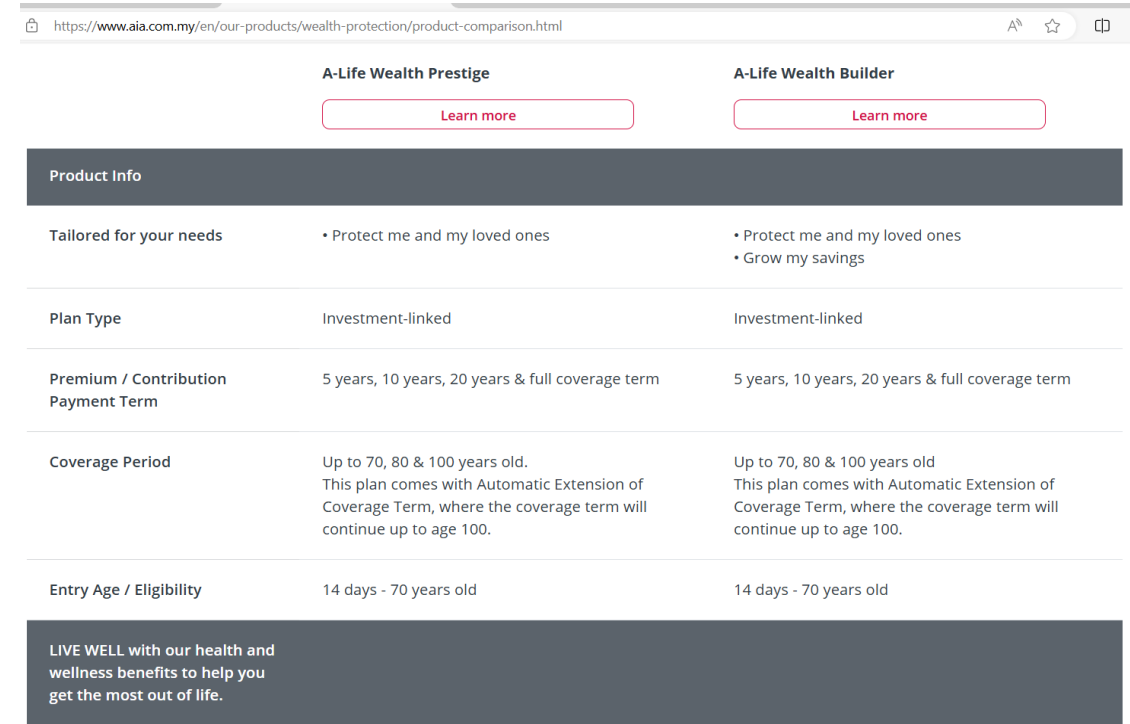 https://www.aia.com.my/en/our-products/wealth-protection/product-comparison.html
A-Life Wealth Prestige
A-Life Wealth Builder
Learn more
Learn more
Product Info
Tailored for your needs
• Protect me and my loved ones
• Protect me and my loved ones
• Grow my savings
Plan Type
Investment-linked
Investment-linked
Premium / Contribution
Payment Term
5 years, 10 years, 20 years & full coverage term
5 years, 10 years, 20 years & full coverage term
Coverage Period
Up to 70, 80 & 100 years old.
This plan comes with Automatic Extension of
Coverage Term, where the coverage term will
continue up to age 100.
Up to 70, 80 & 100 years old
This plan comes with Automatic Extension of
Coverage Term, where the coverage term will
continue up to age 100.
Entry Age / Eligibility
14 days - 70 years old
14 days - 70 years old
LIVE WELL with our health and
wellness benefits to help you
get the most out of life.